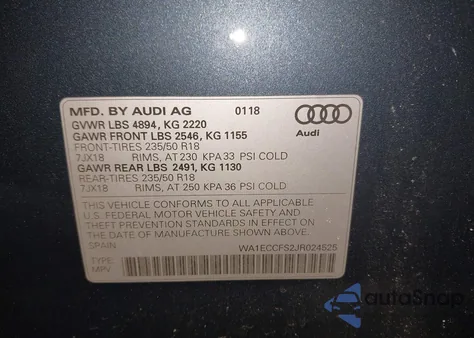 MFD. BY AUDI AG 0118
GVWR LBS 4894, KG 2220
GAWR FRONT LBS 2546, KG 1155
FRONT-TIRES 235/50 R18
7JX18 RIMS, AT 230 KPA 33 PSI COLD
GAWR REAR LBS 2491, KG 1130
REAR-TIRES 235/50 R18
7JX18 RIMS, AT 250 KPA 36 PSI COLD
Audi
THIS VEHICLE CONFORMS TO ALL APPLICABLE
U.S. FEDERAL MOTOR VEHICLE SAFETY AND
THEFT PREVENTION STANDARDS IN EFFECT ON
THE DATE OF MANUFACTURE SHOWN ABOVE.
SPAIN WA1ECCFS2JR024525
TYPE:
MPV
autoSnap